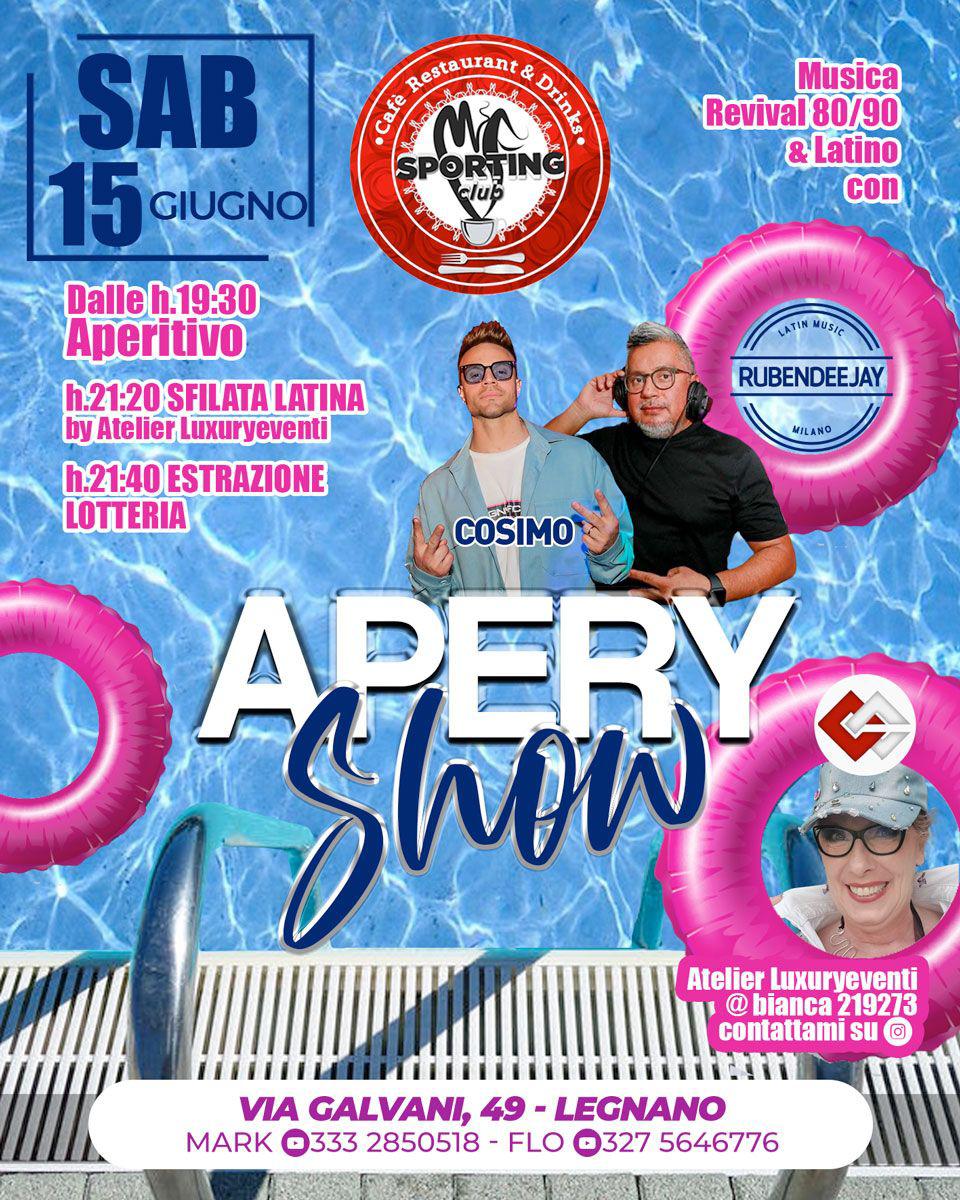 SAB
15 GIUGNO
Cafè Restaurant & Drinks
SPORTING
club
Musica
Revival 80/90
& Latino
con
Dalle h.19:30
Aperitivo
h.21:20 SFILATA LATINA
by Atelier Luxuryeventi
h.21:40 ESTRAZIONE
LOTTERIA
LATIN MUSIC
RUBENDEEJAY
MILANO
COSIMO
APERY
Show
Atelier Luxuryeventi
@ bianca 219273
contattami su
VIA GALVANI, 49 - LEGNANO
MARK 333 2850518 - FLO 327 5646776